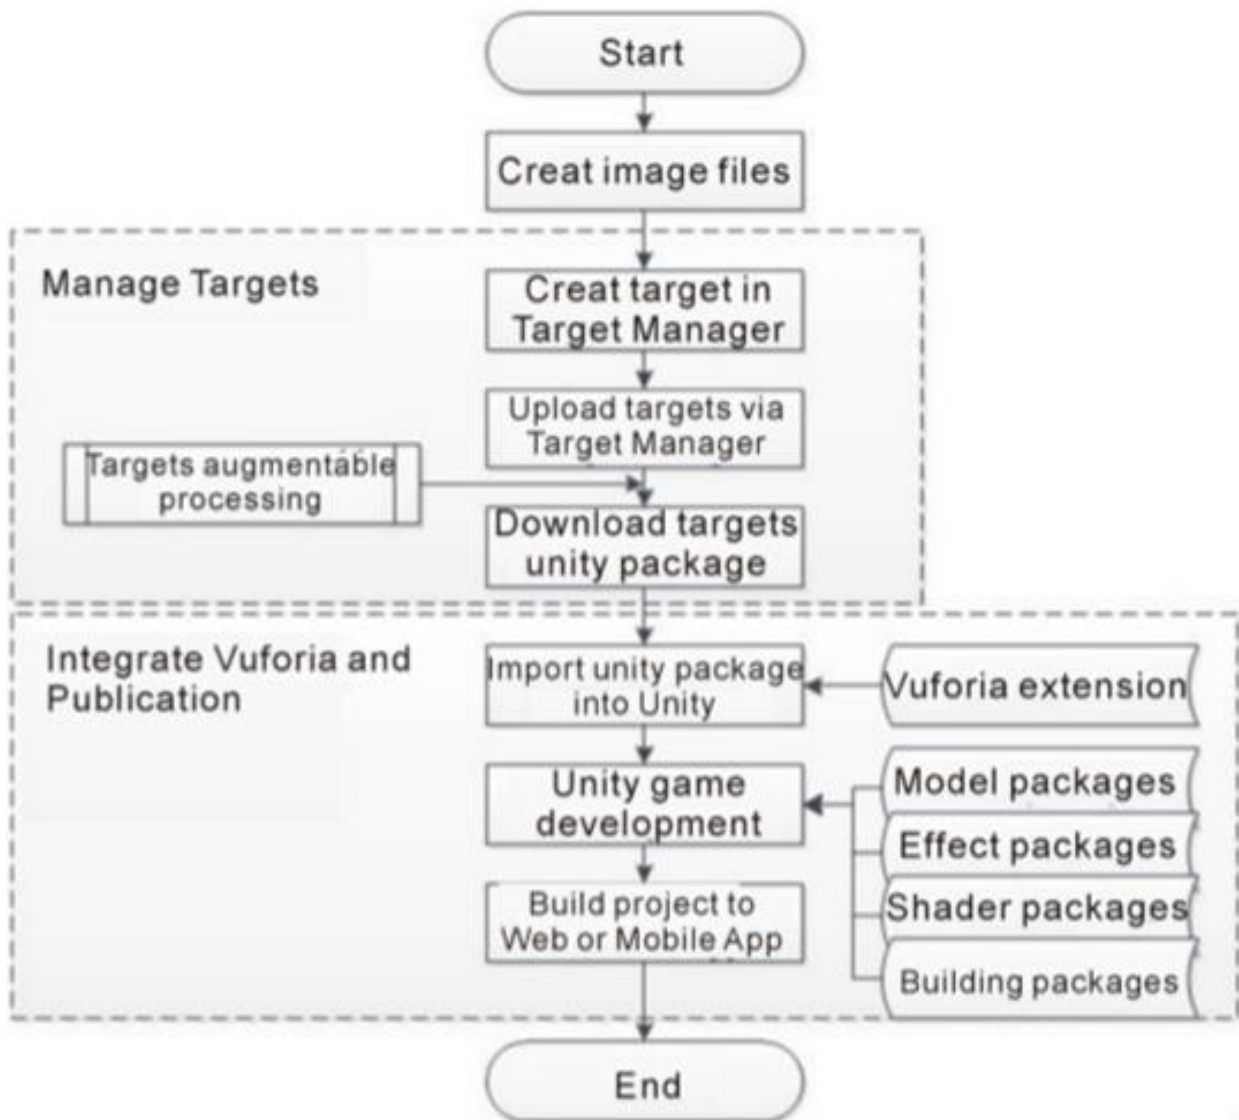 Start
Creat image files
Manage Targets
Creat target in
Target Manager
Upload targets via
Target Manager
Targets augmentable
processing
Download targets
unity package
Integrate Vuforia and
Publication
Import unity package
into Unity
Vuforia extension
Unity game
development
Model packages
Effect packages
Shader packages
Building packages
Build project to
Web or Mobile App
End